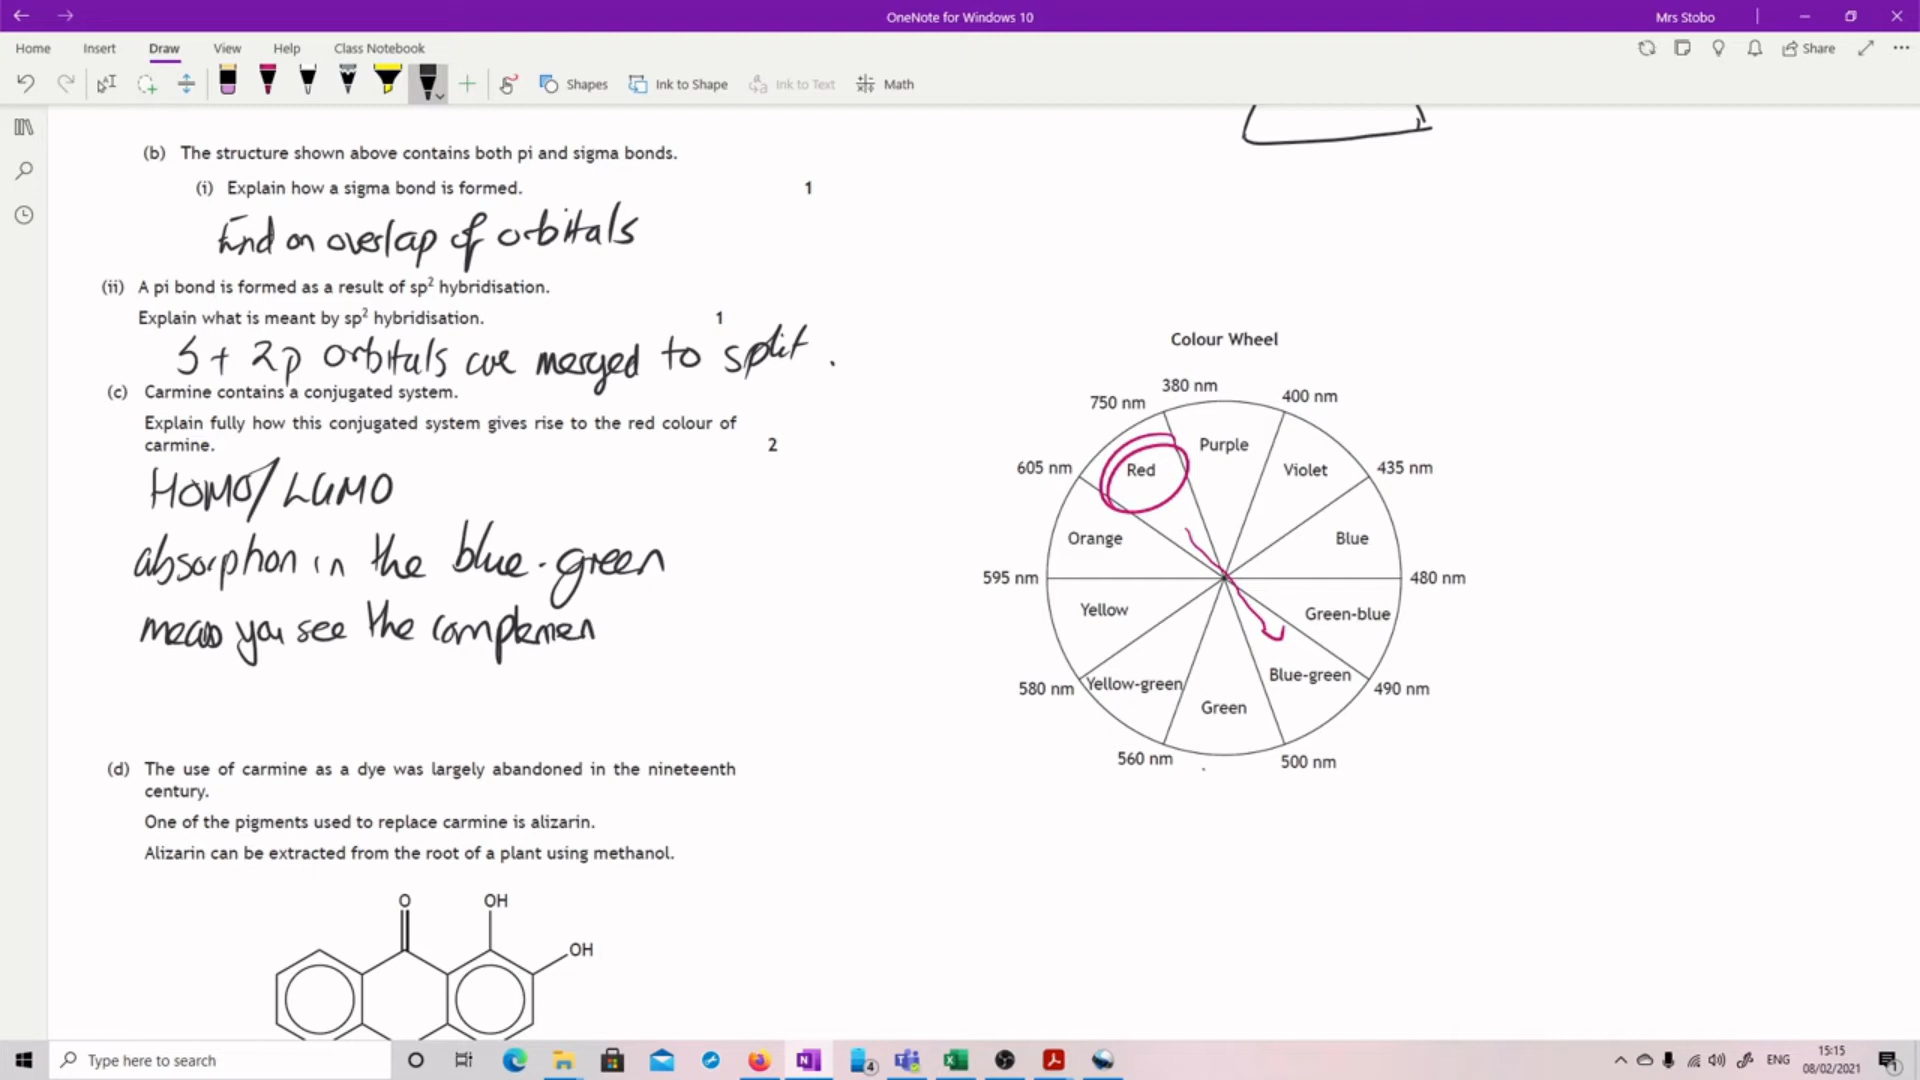 OneNote for Windows 10
Mrs Stobo
Home Insert Draw View Help Class Notebook
Share
Shapes Ink to Shape Ink to Text Math
(b) The structure shown above contains both pi and sigma bonds.
(i) Explain how a sigma bond is formed. 1
End on overlap of orbitals
(ii) A pi bond is formed as a result of sp² hybridisation.
Explain what is meant by sp² hybridisation. 1
S + 2p orbitals are merged to split.
(c) Carmine contains a conjugated system.
Explain fully how this conjugated system gives rise to the red colour of
carmine. 2
HOMO/LUMO
absorption in the blue-green
means you see the complemen
(d) The use of carmine as a dye was largely abandoned in the nineteenth
century.
One of the pigments used to replace carmine is alizarin.
Alizarin can be extracted from the root of a plant using methanol.
O OH
OH
Colour Wheel
380 nm
750 nm
400 nm
Purple
Red
Violet
605 nm
435 nm
Orange
Blue
595 nm
480 nm
Yellow
Green-blue
Blue-green
580 nm
Yellow-green
490 nm
Green
560 nm
500 nm
Type here to search
4
ENG
15:15
08/02/2021
1